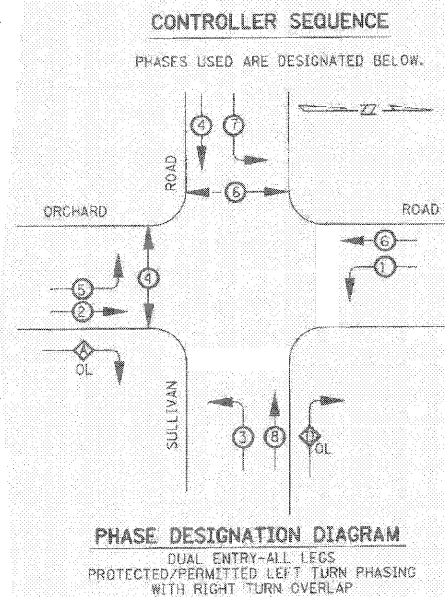 CONTROLLER SEQUENCE
PHASES USED ARE DESIGNATED BELOW.
4 7
ROAD
6
ORCHARD
ROAD
6
1
5
4
2
A
OL
SULLIVAN
3 8 D
OL
PHASE DESIGNATION DIAGRAM
DUAL ENTRY-ALL LEGS
PROTECTED/PERMITTED LEFT TURN PHASING
WITH RIGHT TURN OVERLAP